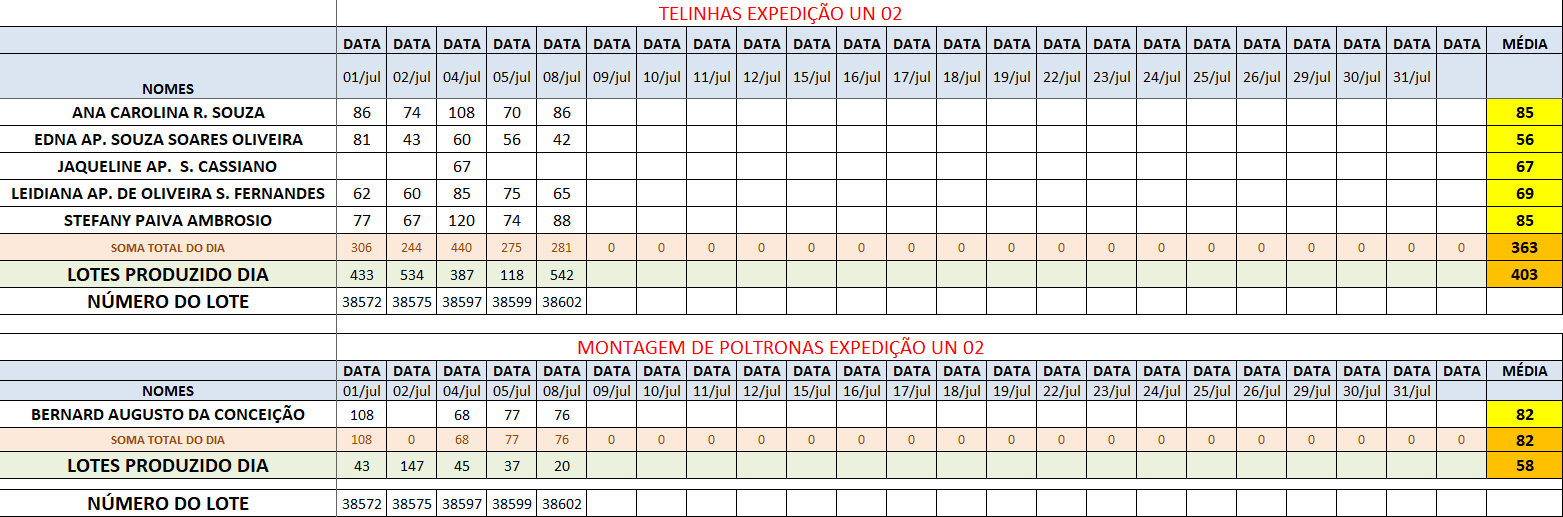 TELINHAS EXPEDIÇÃO UN 02
DATA DATA DATA DATA DATA DATA DATA DATA DATA DATA DATA DATA DATA DATA DATA DATA DATA DATA DATA DATA DATA DATA DATA MÉDIA
NOMES 01/jul 02/jul 04/jul 05/jul 08/jul 09/jul 10/jul 11/jul 12/jul 15/jul 16/jul 17/jul 18/jul 19/jul 22/jul 23/jul 24/jul 25/jul 26/jul 29/jul 30/jul 31/jul
ANA CAROLINA R. SOUZA 86 74 108 70 86 85
EDNA AP. SOUZA SOARES OLIVEIRA 81 43 60 56 42 56
JAQUELINE AP. S. CASSIANO 67 67
LEIDIANA AP. DE OLIVEIRA S. FERNANDES 62 60 85 75 65 69
STEFANY PAIVA AMBROSIO 77 67 120 74 88 85
SOMA TOTAL DO DIA 306 244 440 275 281 0 0 0 0 0 0 0 0 0 0 0 0 0 0 0 0 0 0 363
LOTES PRODUZIDO DIA 433 534 387 118 542 403
NÚMERO DO LOTE 38572 38575 38597 38599 38602
MONTAGEM DE POLTRONAS EXPEDIÇÃO UN 02
DATA DATA DATA DATA DATA DATA DATA DATA DATA DATA DATA DATA DATA DATA DATA DATA DATA DATA DATA DATA DATA DATA DATA MÉDIA
NOMES 01/jul 02/jul 04/jul 05/jul 08/jul 09/jul 10/jul 11/jul 12/jul 15/jul 16/jul 17/jul 18/jul 19/jul 22/jul 23/jul 24/jul 25/jul 26/jul 29/jul 30/jul 31/jul
BERNARD AUGUSTO DA CONCEIÇÃO 108 68 77 76 82
SOMA TOTAL DO DIA 108 0 68 77 76 0 0 0 0 0 0 0 0 0 0 0 0 0 0 0 0 0 0 82
LOTES PRODUZIDO DIA 43 147 45 37 20 58
NÚMERO DO LOTE 38572 38575 38597 38599 38602